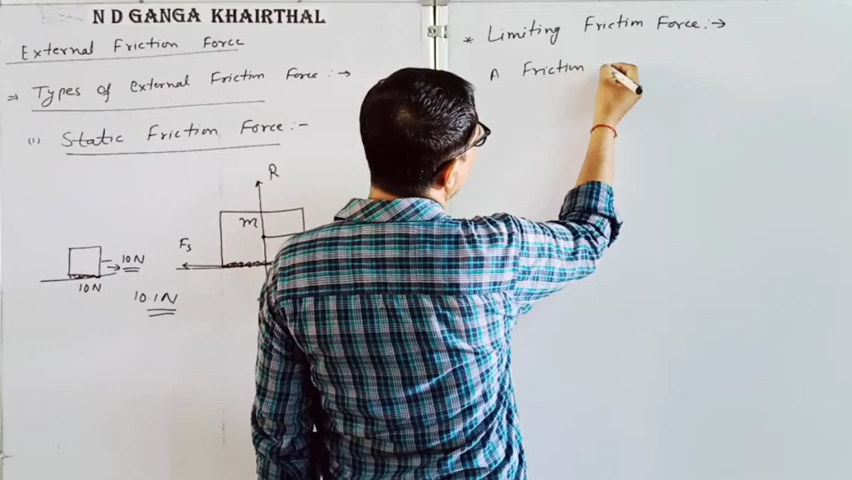 N D GANGA KHAIRTHAL
External Friction Force
⇒ Types of external Friction Force :→
(1) Static Friction Force :-
R
m
Fs
10N
10N
10.1N
* Limiting Friction Force :→
A Friction